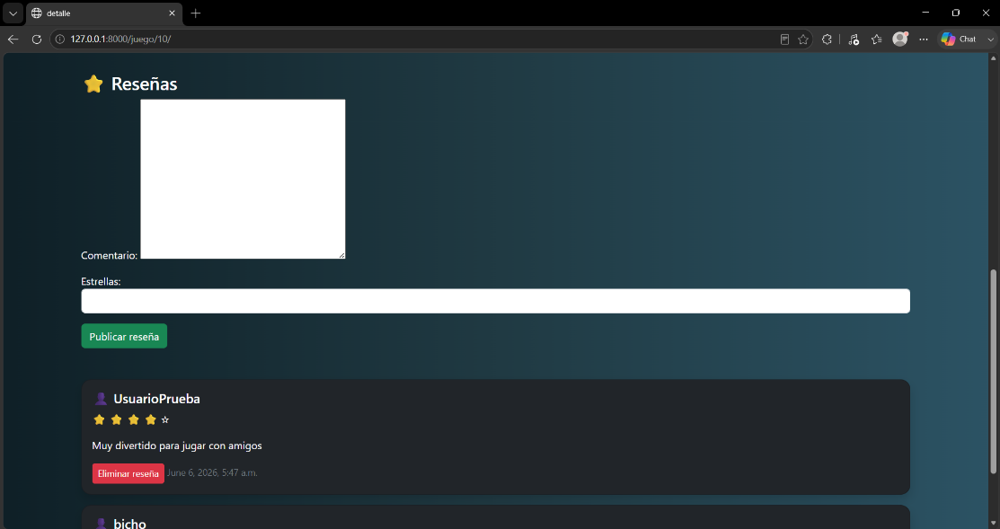 detalle
127.0.0.1:8000/juego/10/
Chat
Reseñas
Comentario:
Estrellas:
Publicar reseña
UsuarioPrueba
Muy divertido para jugar con amigos
Eliminar reseña June 6, 2026, 5:47 a.m.
bicho